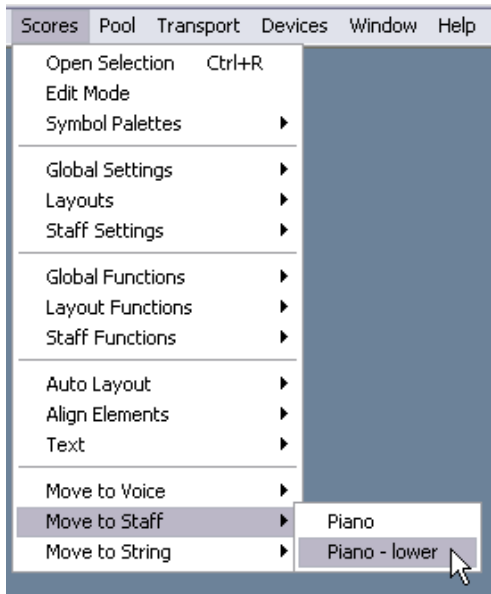 Scores Pool Transport Devices Window Help
Open Selection Ctrl+R
Edit Mode
Symbol Palettes
Global Settings
Layouts
Staff Settings
Global Functions
Layout Functions
Staff Functions
Auto Layout
Align Elements
Text
Move to Voice
Move to Staff
Move to String
Piano
Piano - lower